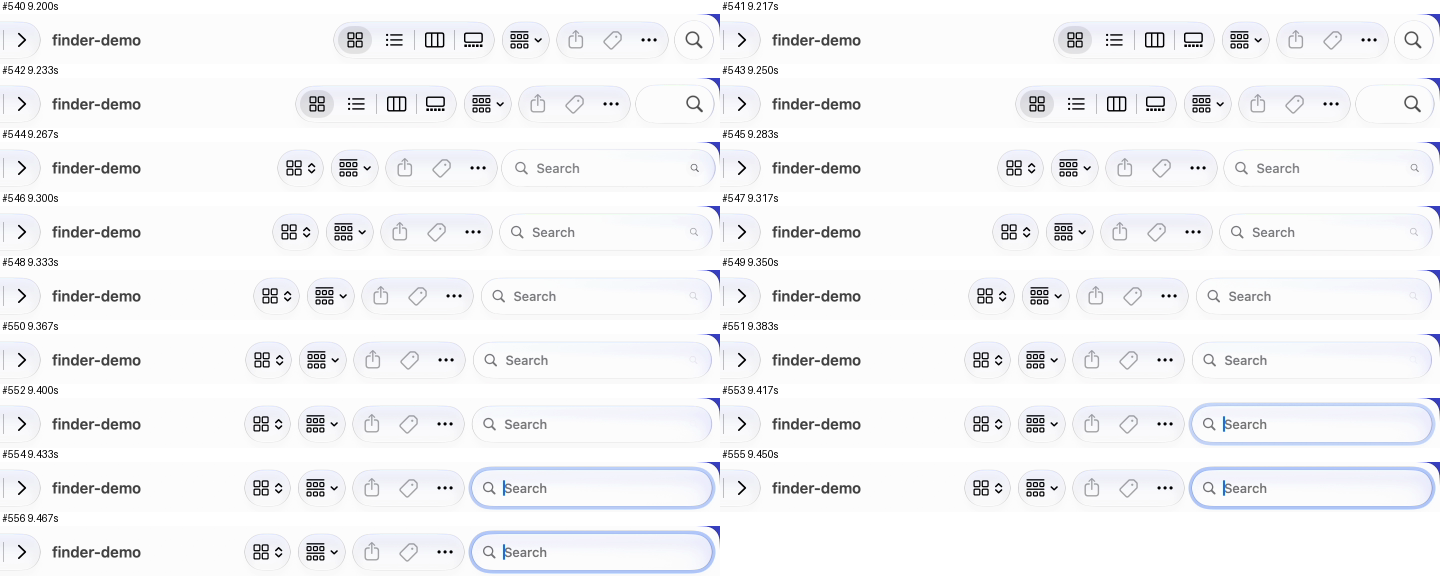 #540 9.200s
finder-demo
#541 9.217s
finder-demo
#542 9.233s
finder-demo
#543 9.250s
finder-demo
#544 9.267s
finder-demo Search
#545 9.283s
finder-demo Search
#546 9.300s
finder-demo Search
#547 9.317s
finder-demo Search
#548 9.333s
finder-demo Search
#549 9.350s
finder-demo Search
#550 9.367s
finder-demo Search
#551 9.383s
finder-demo Search
#552 9.400s
finder-demo Search
#553 9.417s
finder-demo Search
#554 9.433s
finder-demo Search
#555 9.450s
finder-demo Search
#556 9.467s
finder-demo Search